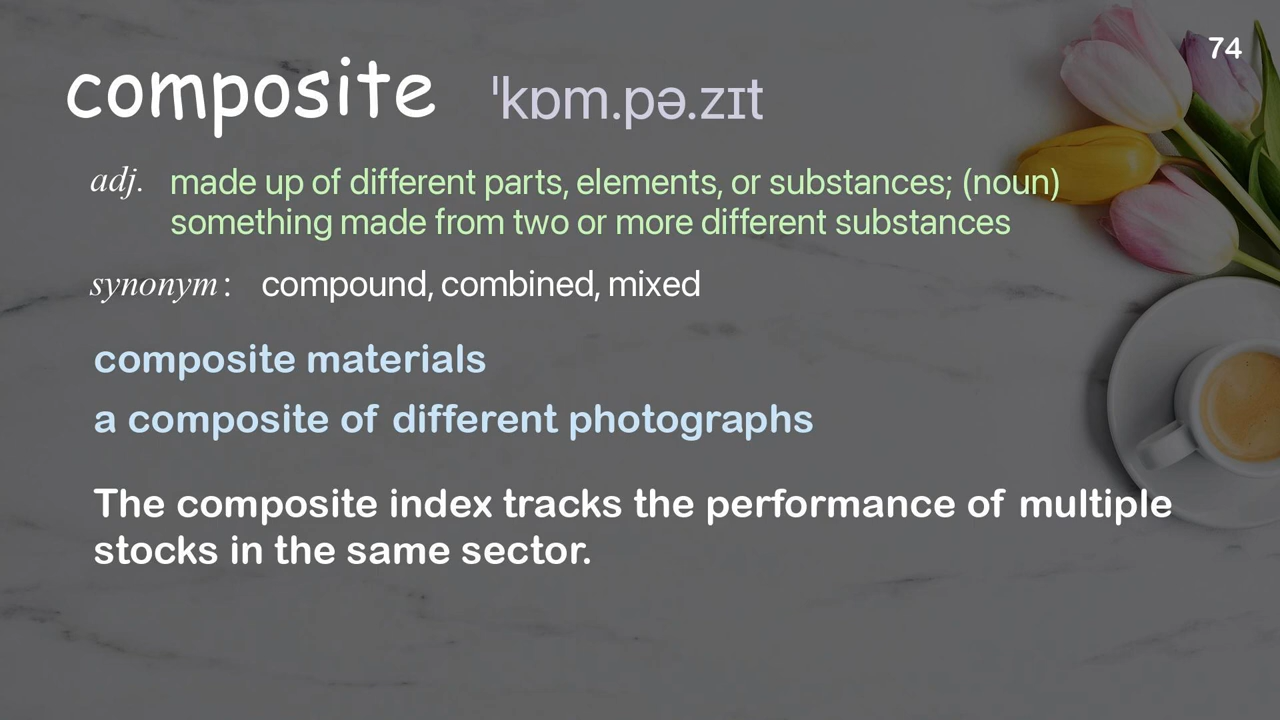 74
composite ˈkɒm.pə.zɪt
adj. made up of different parts, elements, or substances; (noun)
something made from two or more different substances
synonym: compound, combined, mixed
composite materials
a composite of different photographs
The composite index tracks the performance of multiple
stocks in the same sector.